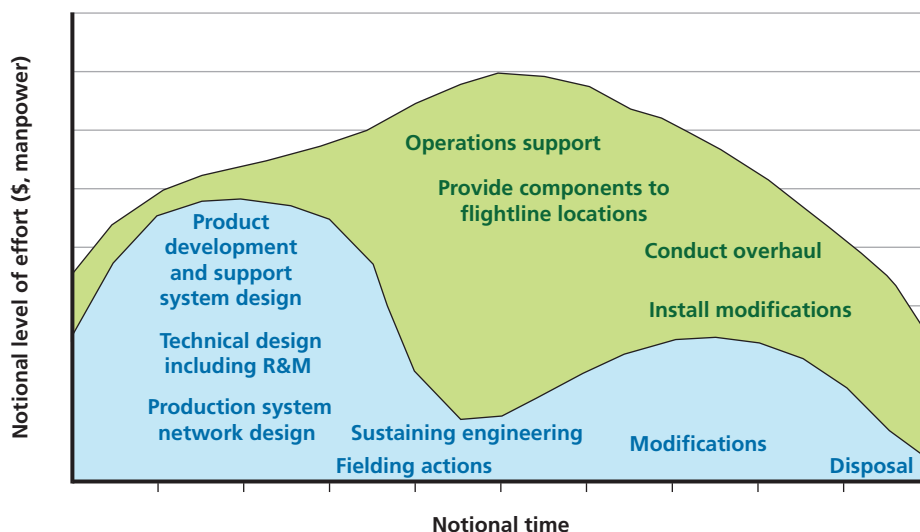 Notional level of effort ($, manpower)
Operations support
Provide components to
flightline locations
Conduct overhaul
Install modifications
Product
development
and support
system design
Technical design
including R&M
Production system
network design
Sustaining engineering
Fielding actions
Modifications
Disposal
Notional time